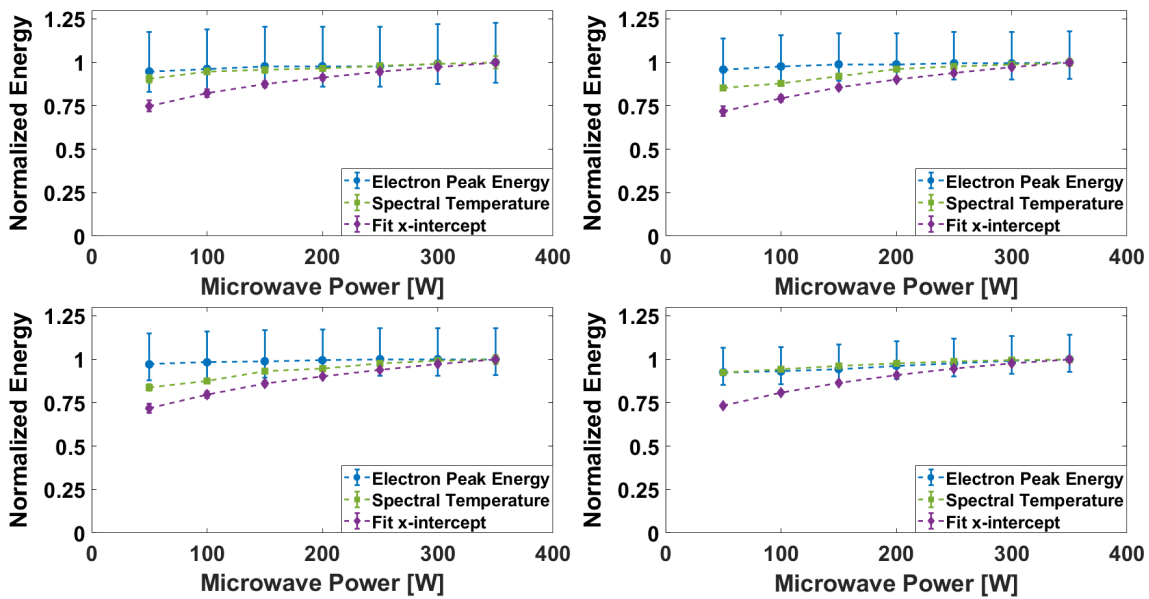 Normalized Energy
1.25
1
0.75
0.5
0.25
0
0 100 200 300 400
Microwave Power [W]
Electron Peak Energy
Spectral Temperature
Fit x-intercept
Normalized Energy
1.25
1
0.75
0.5
0.25
0
0 100 200 300 400
Microwave Power [W]
Electron Peak Energy
Spectral Temperature
Fit x-intercept
Normalized Energy
1.25
1
0.75
0.5
0.25
0
0 100 200 300 400
Microwave Power [W]
Electron Peak Energy
Spectral Temperature
Fit x-intercept
Normalized Energy
1.25
1
0.75
0.5
0.25
0
0 100 200 300 400
Microwave Power [W]
Electron Peak Energy
Spectral Temperature
Fit x-intercept